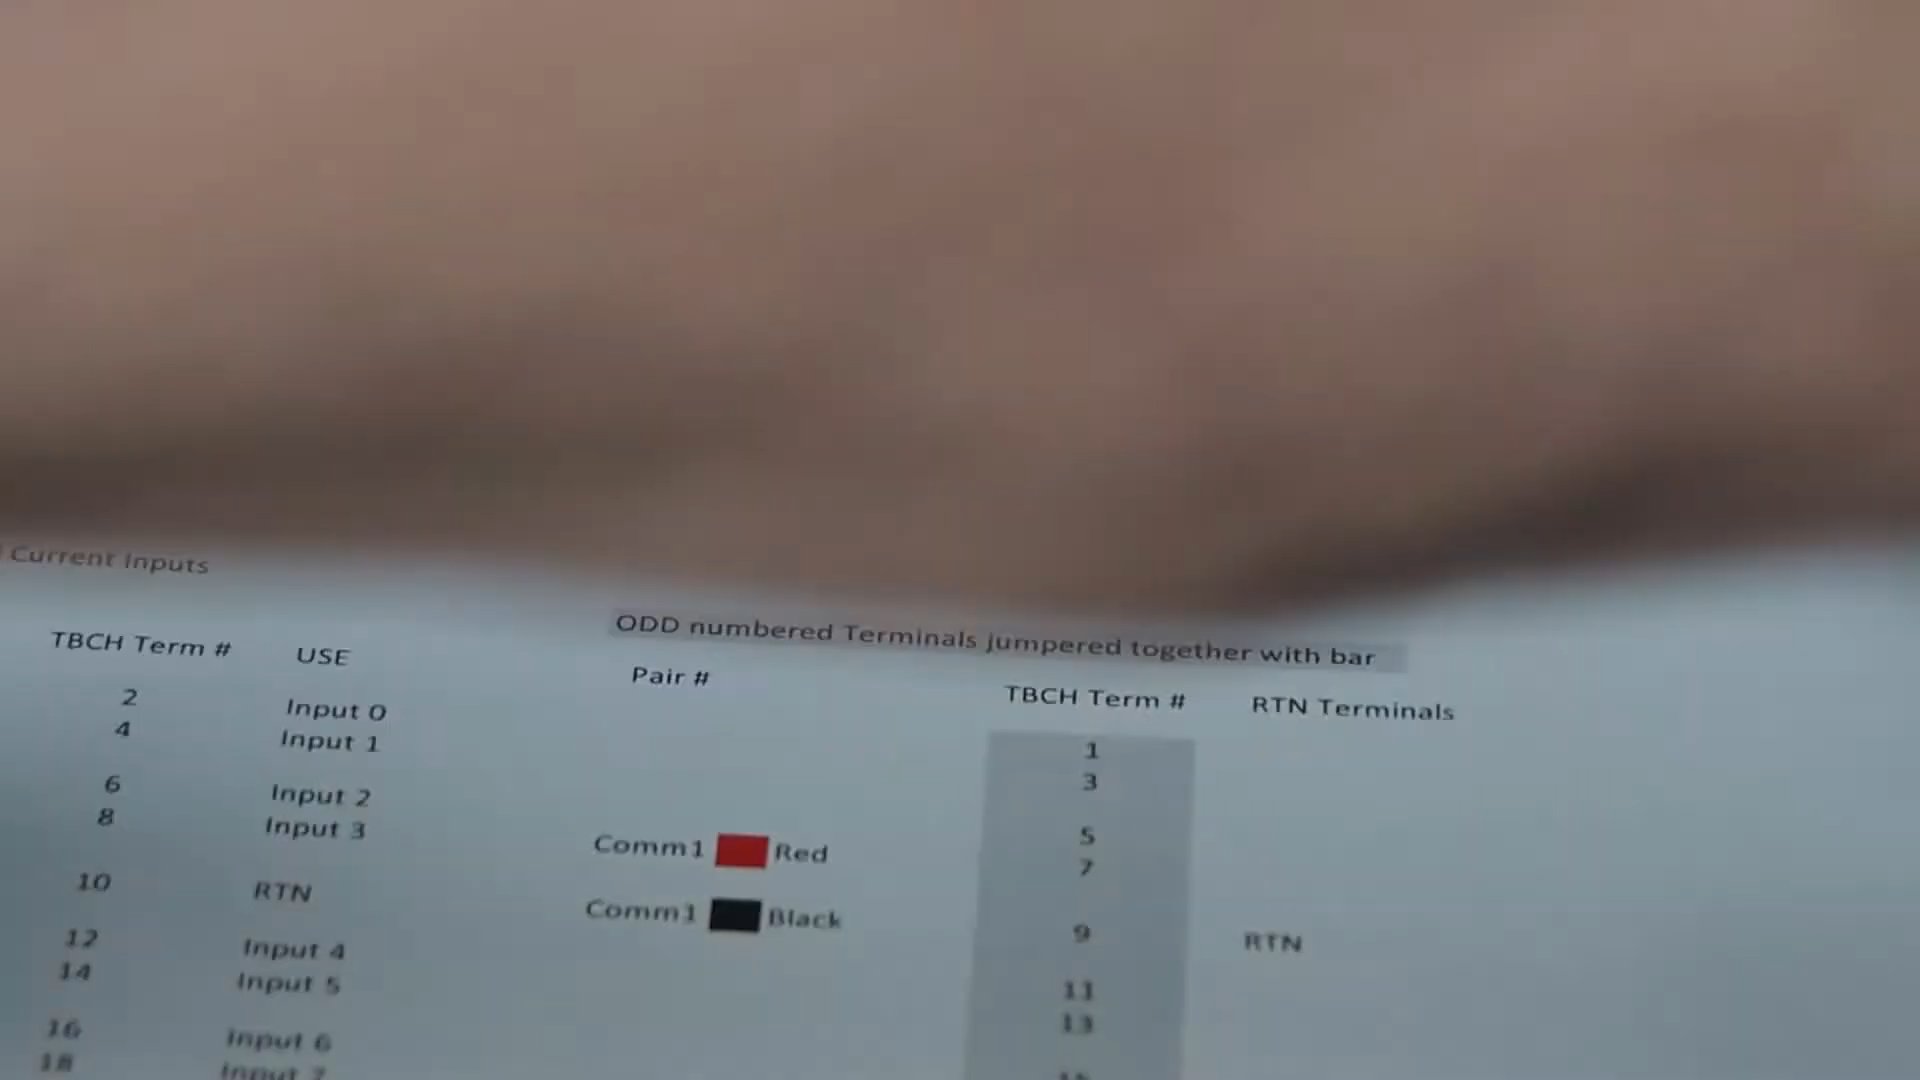 Current Inputs
ODD numbered Terminals jumpered together with bar
TBCH Term # USE Pair # TBCH Term # RTN Terminals
2 Input 0 1
4 Input 1 3
6 Input 2 5
8 Input 3 Comm1 Red 7
10 RTN Comm1 Black 9 RTN
12 Input 4 11
14 Input 5 13
16 Input 6
18 Input 7